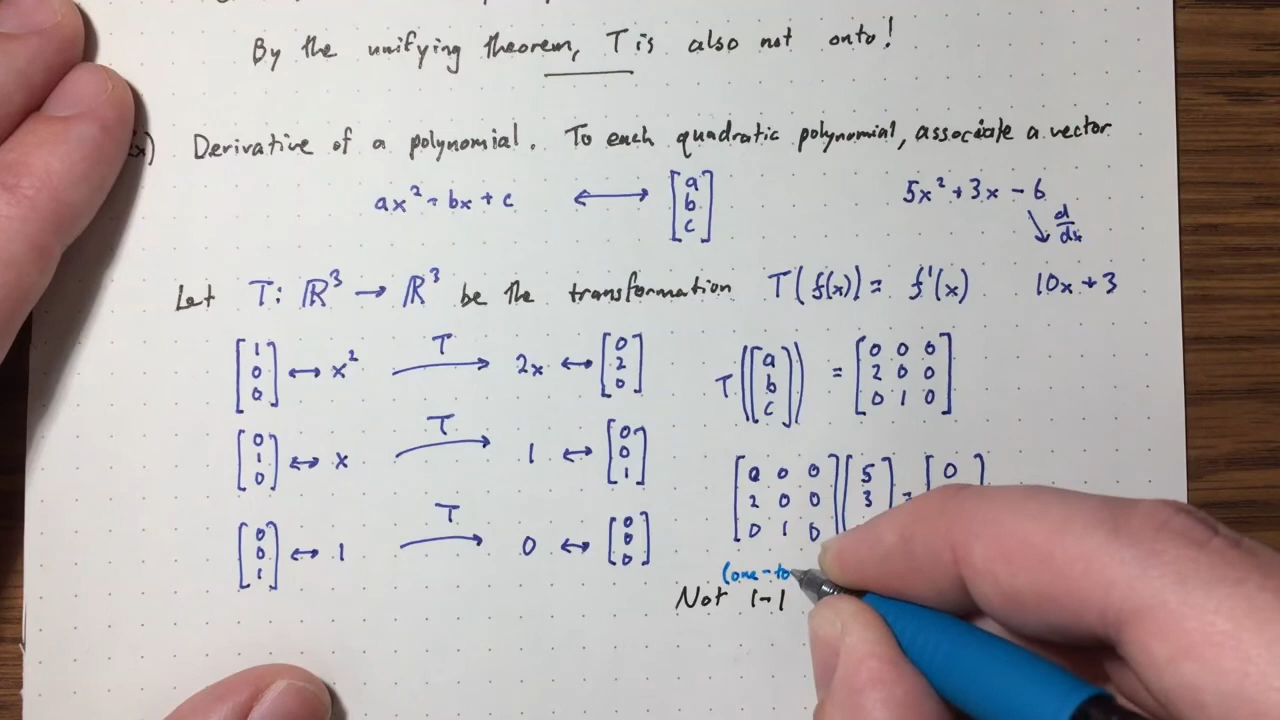 By the unifying theorem, T is also not onto!
Derivative of a polynomial. To each quadratic polynomial, associate a vector
ax² + bx + c ↔ [a b c]
5x² + 3x - 6
d/dx
Let T: ℝ³ → ℝ³ be the transformation T(f(x)) = f'(x)
10x + 3
[1 0 0] ↔ x² T→ 2x ↔ [0 2 0]
T([a b c]) = [0 0 0; 2 0 0; 0 1 0]
[0 1 0] ↔ x T→ 1 ↔ [0 0 1]
[0 0 0; 2 0 0; 0 1 0] [5 3 = [0
[0 0 1] ↔ 1 T→ 0 ↔ [0 0 0]
(one-to
Not 1-1